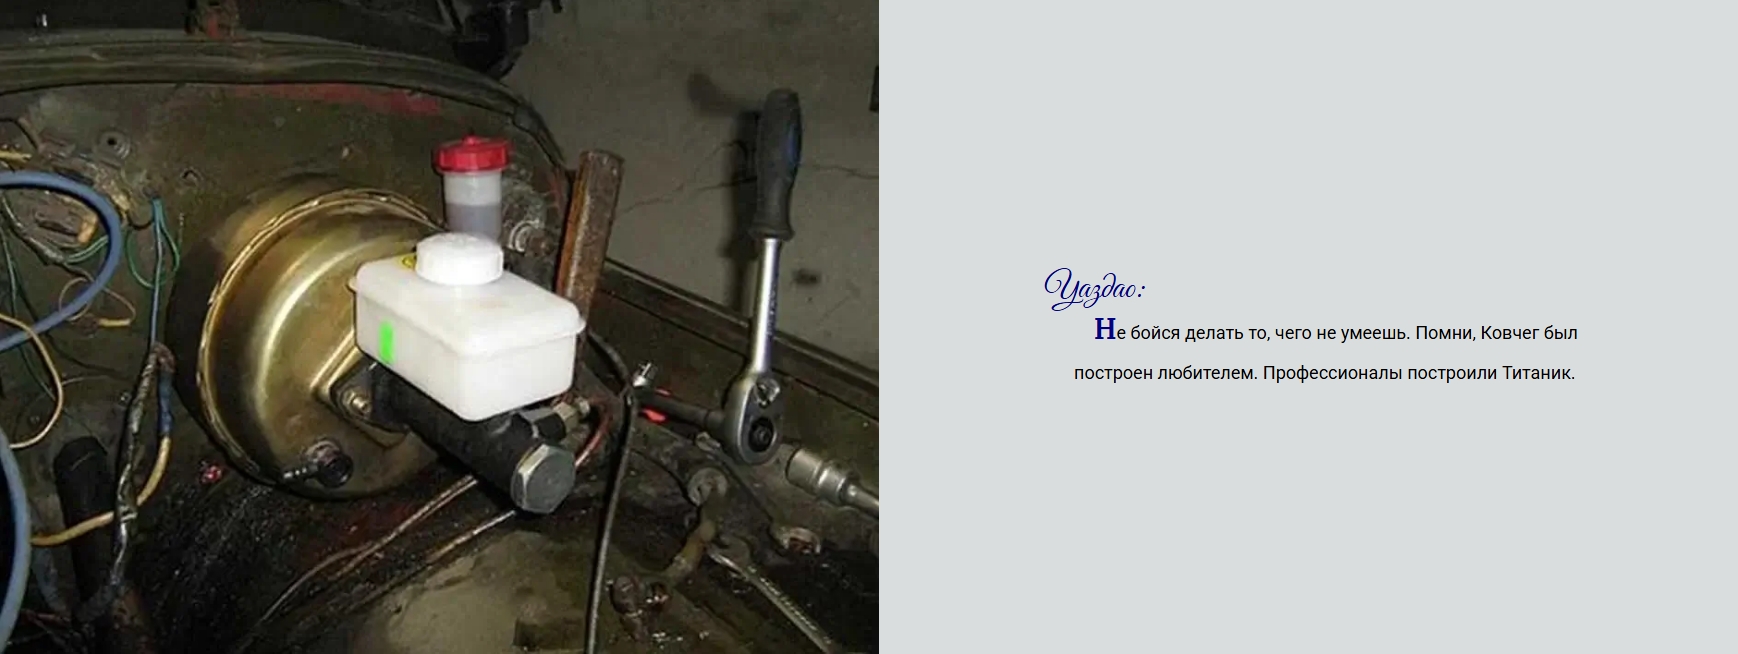 Уаздао:
Не бойся делать то, чего не умеешь. Помни, Ковчег был
построен любителем. Профессионалы построили Титаник.